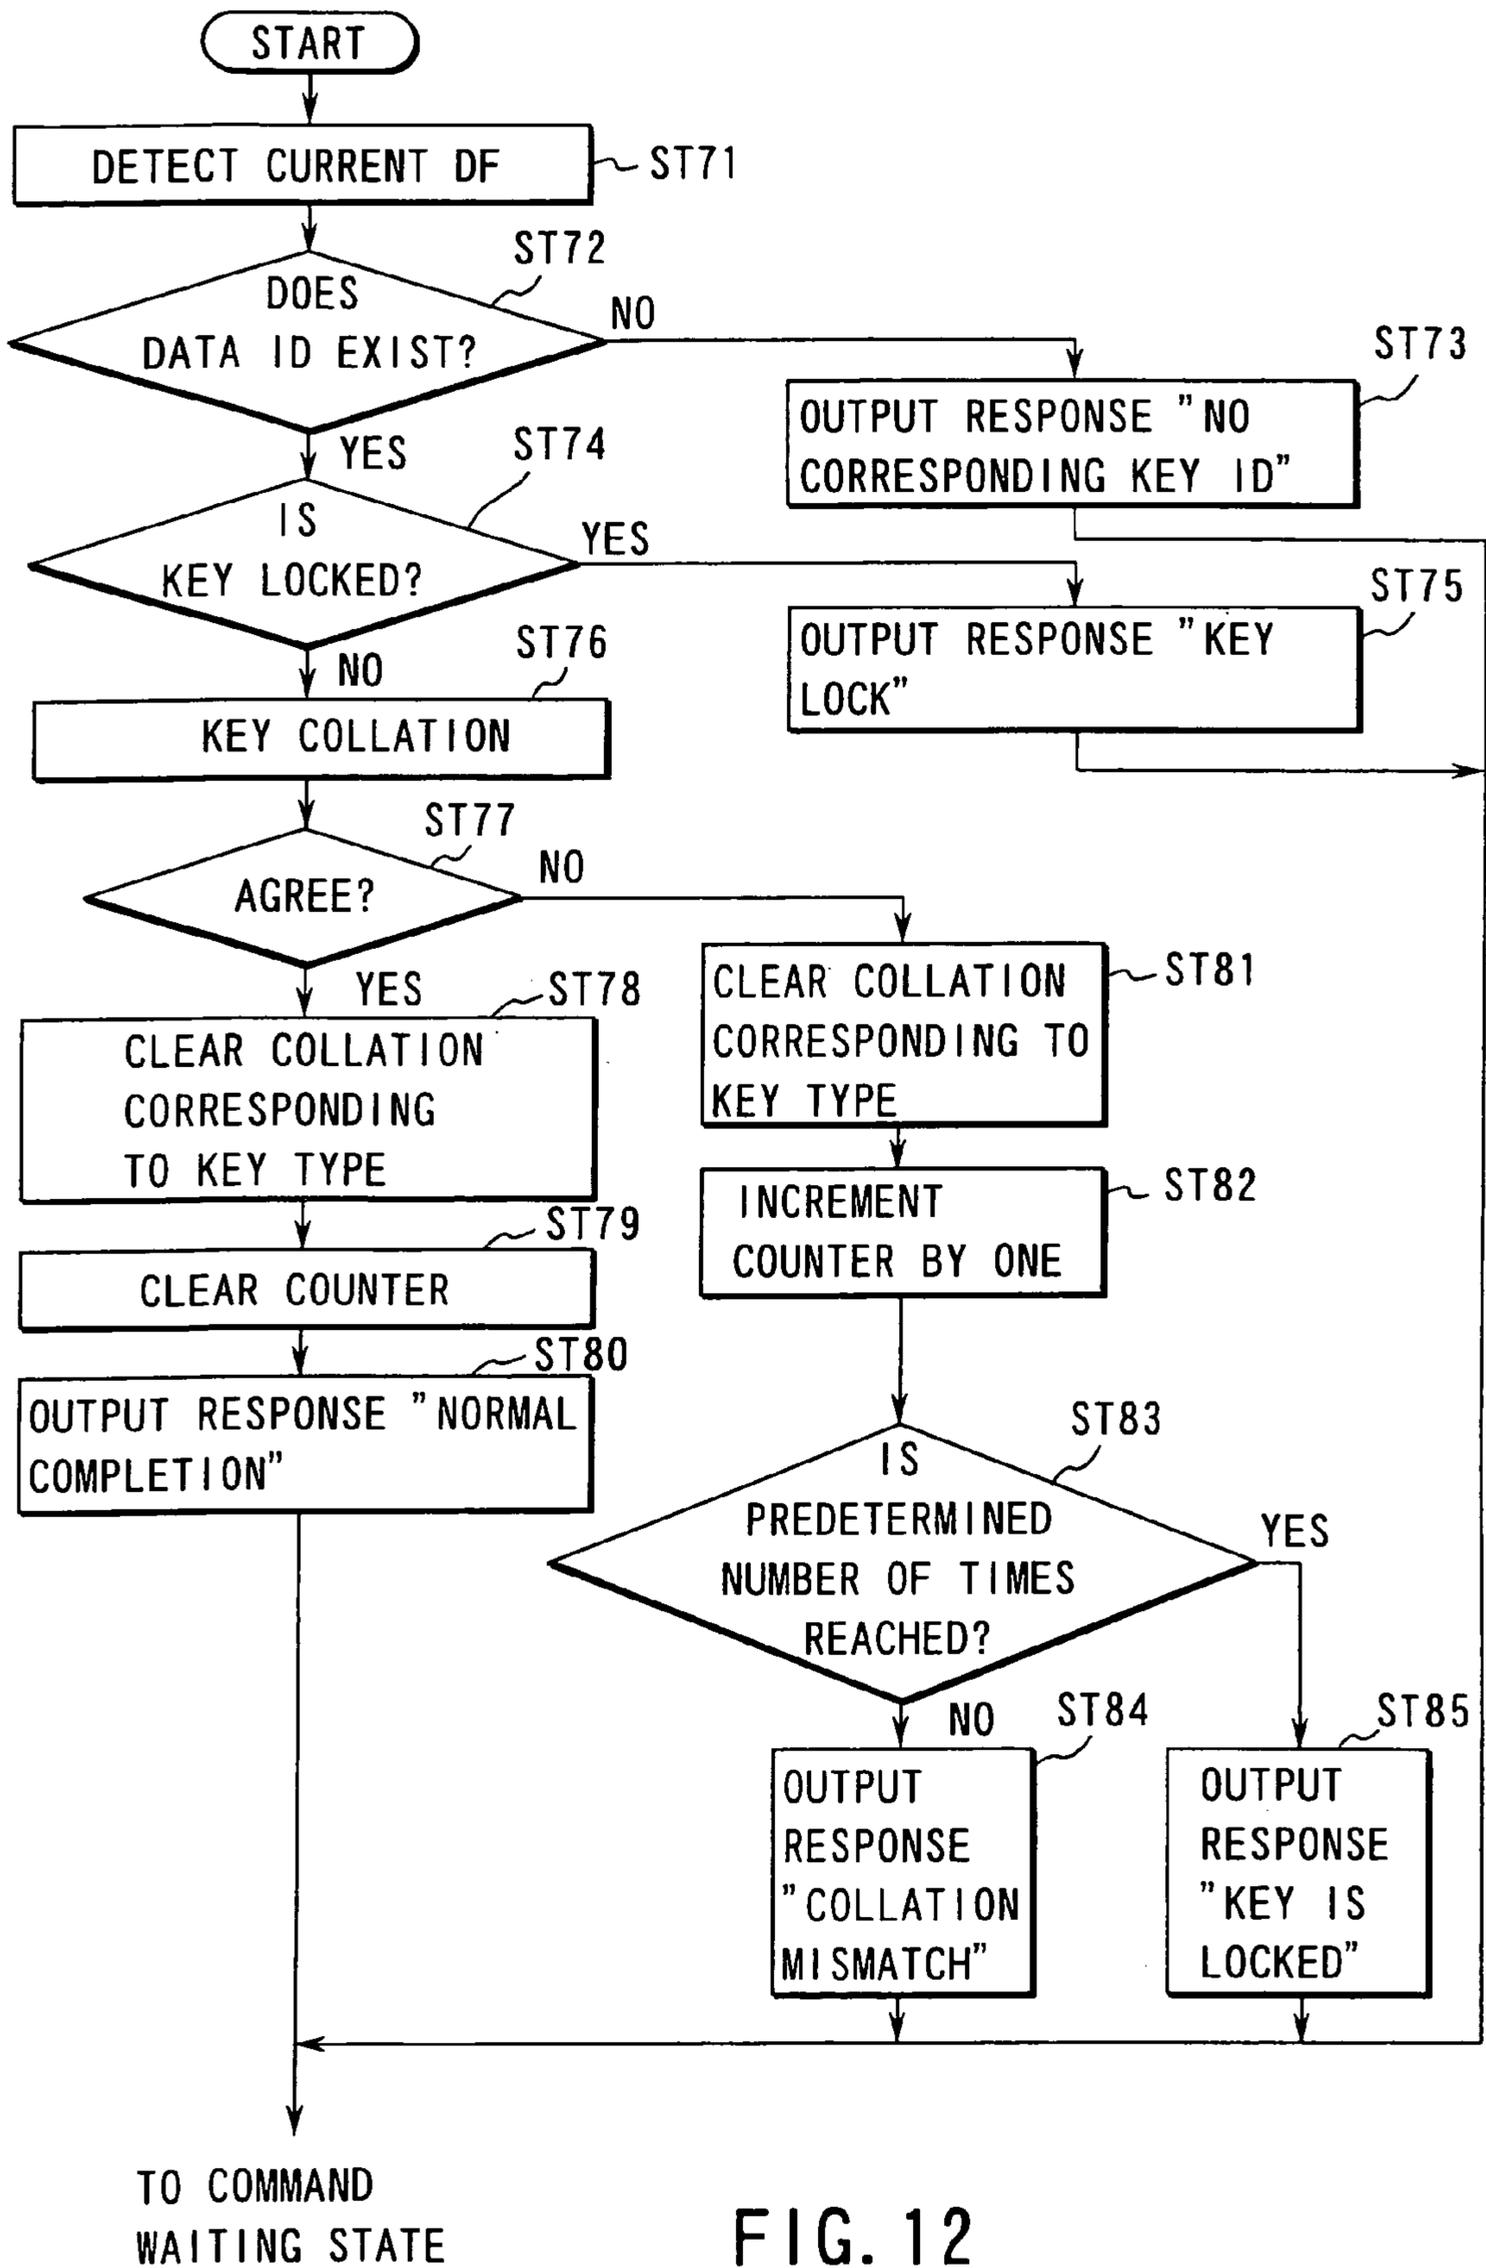 START
DETECT CURRENT DF
ST71
ST72
DOES
DATA ID EXIST?
NO
ST73
OUTPUT RESPONSE "NO
CORRESPONDING KEY ID"
YES
ST74
IS
KEY LOCKED?
YES
ST75
OUTPUT RESPONSE "KEY
LOCK"
NO
ST76
KEY COLLATION
ST77
AGREE?
NO
YES
ST78
CLEAR COLLATION
CORRESPONDING
TO KEY TYPE
ST81
CLEAR COLLATION
CORRESPONDING TO
KEY TYPE
ST79
CLEAR COUNTER
ST82
INCREMENT
COUNTER BY ONE
ST80
OUTPUT RESPONSE "NORMAL
COMPLETION"
ST83
IS
PREDETERMINED
NUMBER OF TIMES
REACHED?
YES
NO
ST84
OUTPUT
RESPONSE
"COLLATION
MISMATCH"
ST85
OUTPUT
RESPONSE
"KEY IS
LOCKED"
TO COMMAND
WAITING STATE
FIG. 12